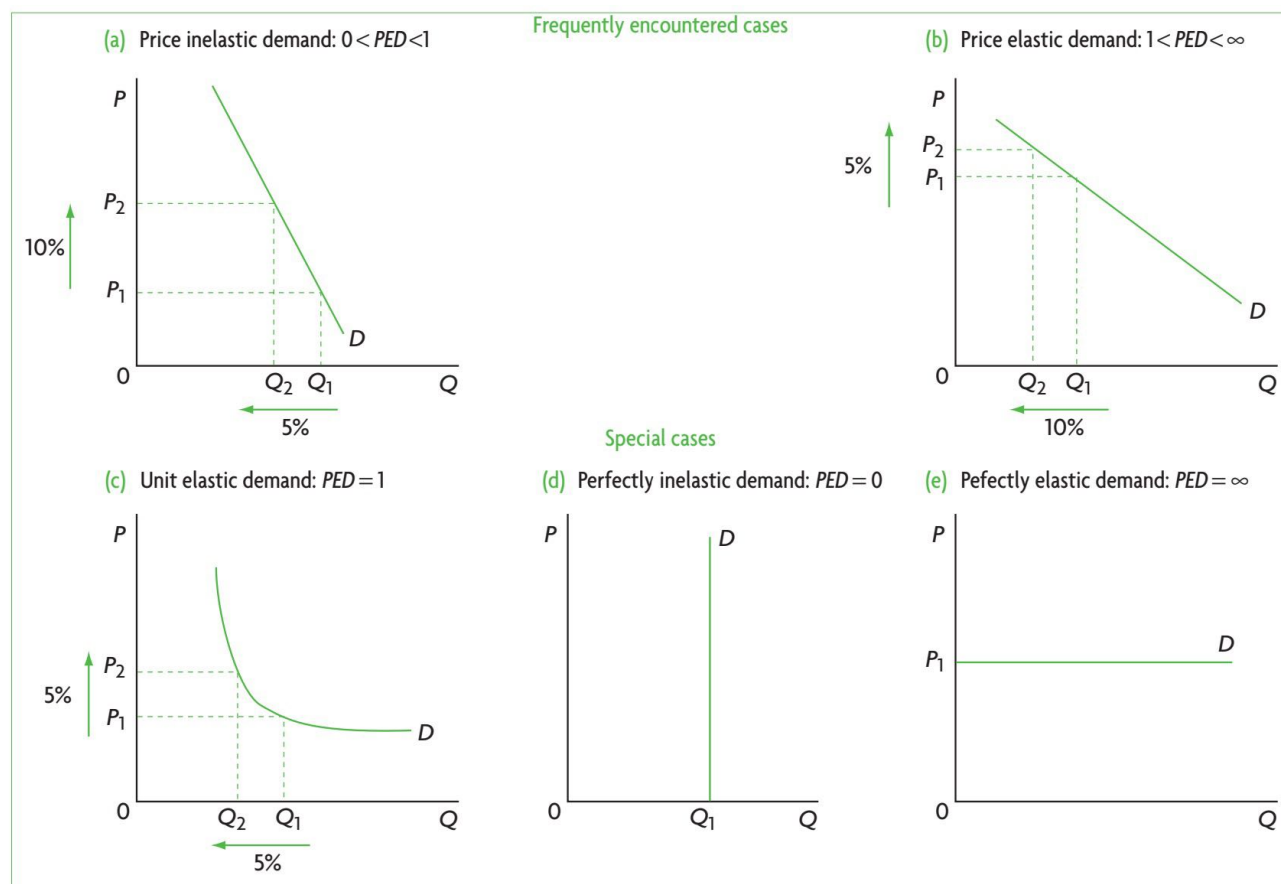 Frequently encountered cases
(a) Price inelastic demand: 0 < PED < 1
P
P₂
10%
P₁
D
0
Q₂
Q₁
Q
5%
(b) Price elastic demand: 1 < PED < ∞
P
P₂
5%
P₁
D
0
Q₂
Q₁
Q
10%
Special cases
(c) Unit elastic demand: PED = 1
P
P₂
5%
P₁
D
0
Q₂
Q₁
Q
5%
(d) Perfectly inelastic demand: PED = 0
P
D
0
Q₁
Q
(e) Pefectly elastic demand: PED = ∞
P
D
P₁
0
Q